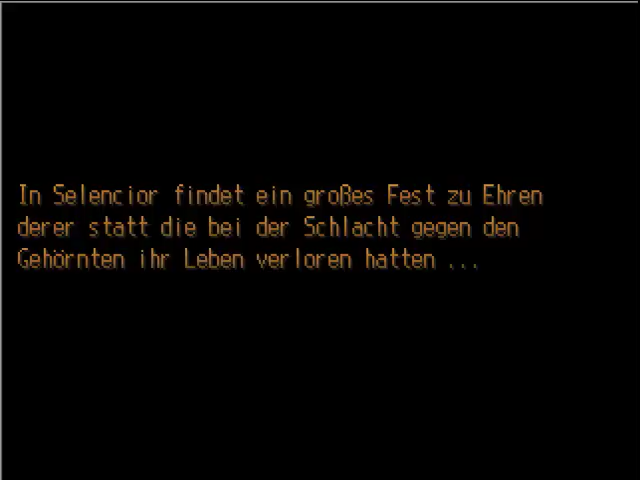 In Selencior findet ein großes Fest zu Ehren
derer statt die bei der Schlacht gegen den
Gehörnten ihr Leben verloren hatten ...